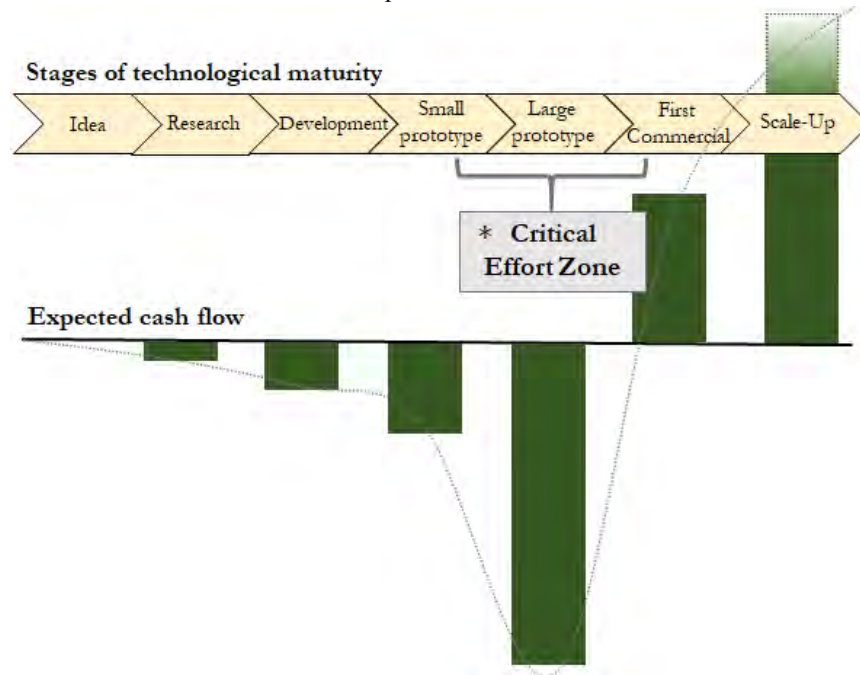 Stages of technological maturity
Idea
Research
Development
Small
prototype
Large
prototype
First
Commercial
Scale-Up
* Critical
Effort Zone
Expected cash flow